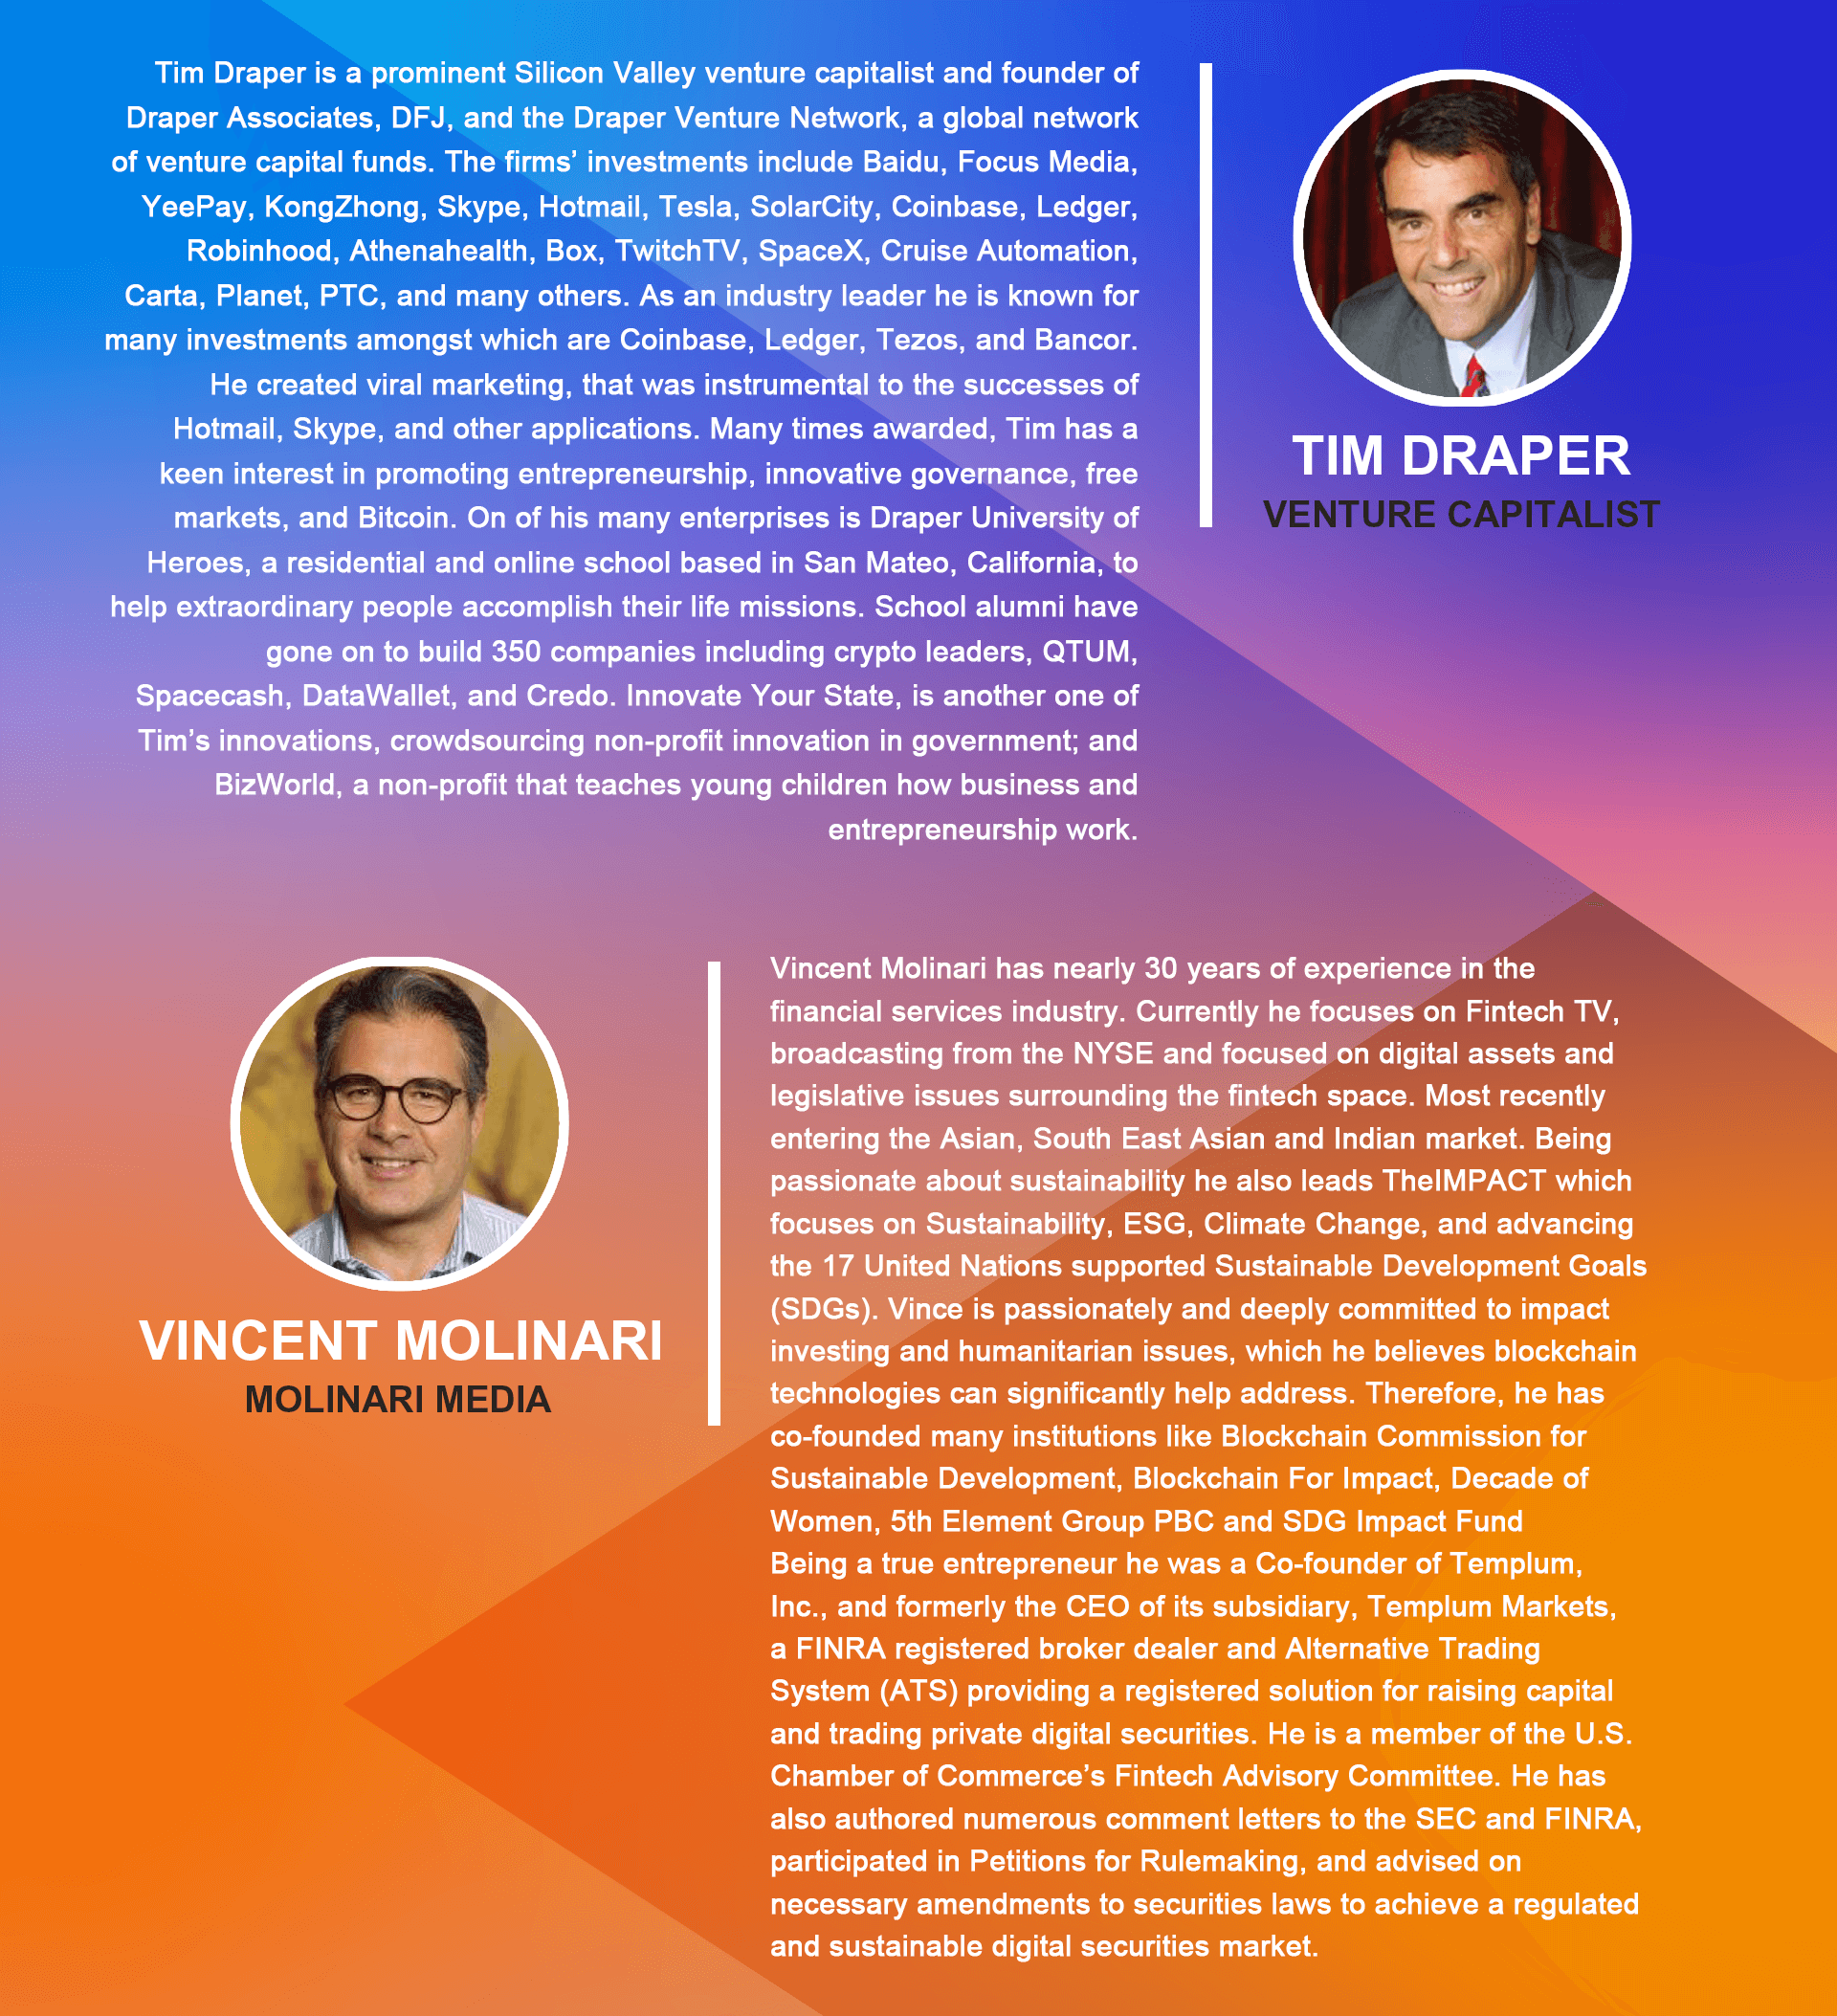 Tim Draper is a prominent Silicon Valley venture capitalist and founder of
Draper Associates, DFJ, and the Draper Venture Network, a global network
of venture capital funds. The firms’ investments include Baidu, Focus Media,
YeePay, KongZhong, Skype, Hotmail, Tesla, SolarCity, Coinbase, Ledger,
Robinhood, Athenahealth, Box, TwitchTV, SpaceX, Cruise Automation,
Carta, Planet, PTC, and many others. As an industry leader he is known for
many investments amongst which are Coinbase, Ledger, Tezos, and Bancor.
He created viral marketing, that was instrumental to the successes of
Hotmail, Skype, and other applications. Many times awarded, Tim has a
keen interest in promoting entrepreneurship, innovative governance, free
markets, and Bitcoin. On of his many enterprises is Draper University of
Heroes, a residential and online school based in San Mateo, California, to
help extraordinary people accomplish their life missions. School alumni have
gone on to build 350 companies including crypto leaders, QTUM,
Spacecash, DataWallet, and Credo. Innovate Your State, is another one of
Tim’s innovations, crowdsourcing non-profit innovation in government; and
BizWorld, a non-profit that teaches young children how business and
entrepreneurship work.
TIM DRAPER
VENTURE CAPITALIST
VINCENT MOLINARI
MOLINARI MEDIA
Vincent Molinari has nearly 30 years of experience in the
financial services industry. Currently he focuses on Fintech TV,
broadcasting from the NYSE and focused on digital assets and
legislative issues surrounding the fintech space. Most recently
entering the Asian, South East Asian and Indian market. Being
passionate about sustainability he also leads TheIMPACT which
focuses on Sustainability, ESG, Climate Change, and advancing
the 17 United Nations supported Sustainable Development Goals
(SDGs). Vince is passionately and deeply committed to impact
investing and humanitarian issues, which he believes blockchain
technologies can significantly help address. Therefore, he has
co-founded many institutions like Blockchain Commission for
Sustainable Development, Blockchain For Impact, Decade of
Women, 5th Element Group PBC and SDG Impact Fund
Being a true entrepreneur he was a Co-founder of Templum,
Inc., and formerly the CEO of its subsidiary, Templum Markets,
a FINRA registered broker dealer and Alternative Trading
System (ATS) providing a registered solution for raising capital
and trading private digital securities. He is a member of the U.S.
Chamber of Commerce’s Fintech Advisory Committee. He has
also authored numerous comment letters to the SEC and FINRA,
participated in Petitions for Rulemaking, and advised on
necessary amendments to securities laws to achieve a regulated
and sustainable digital securities market.